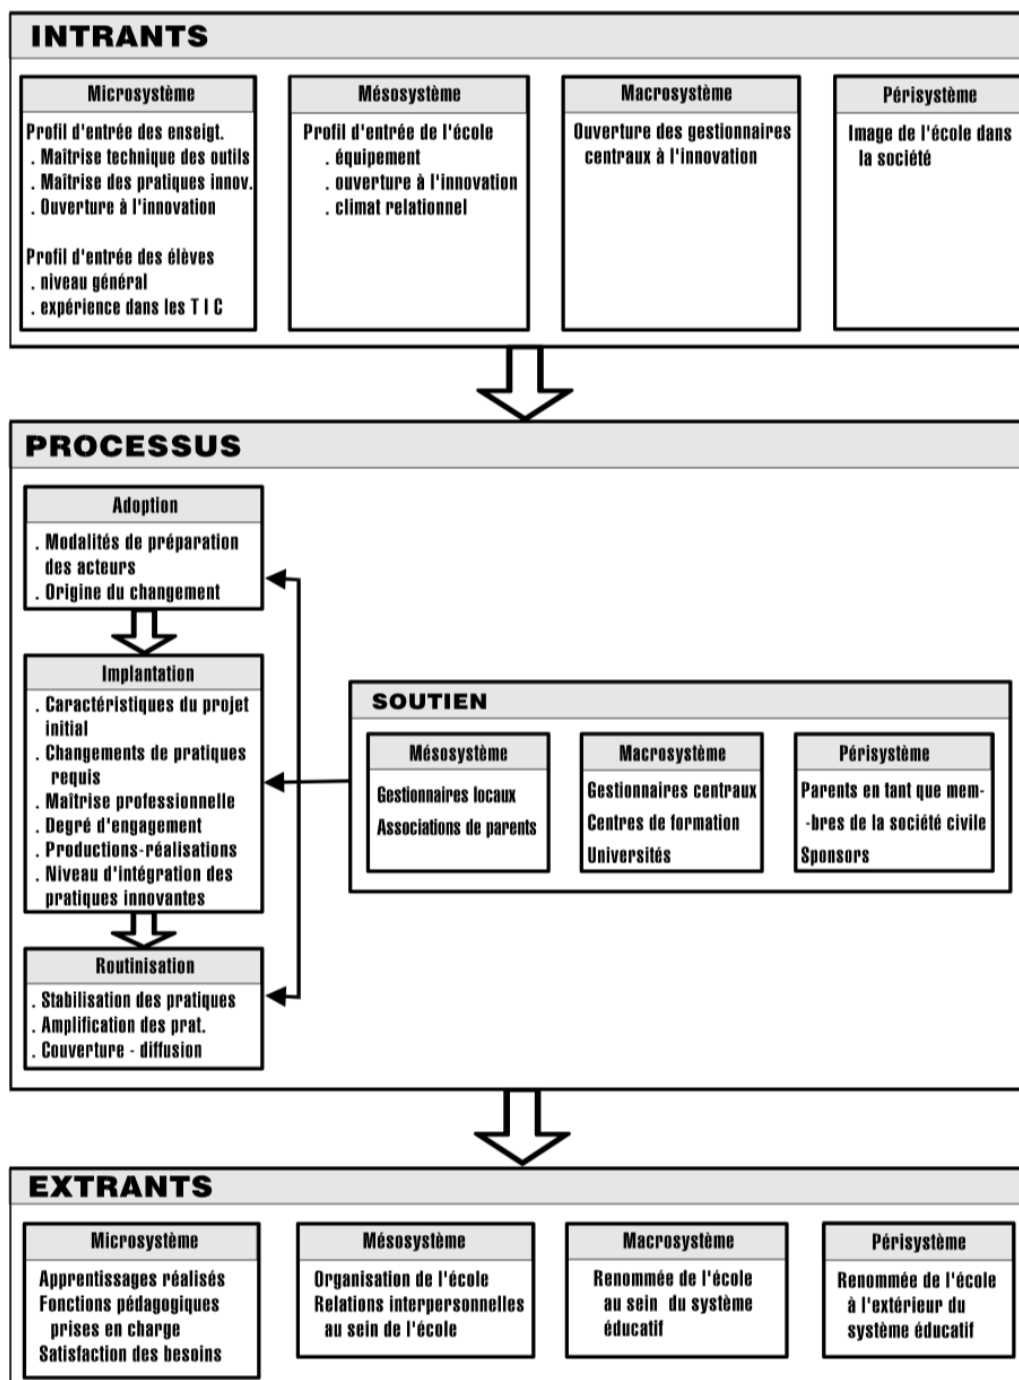 INTRANTS
Microsystème
Profil d'entrée des enseigt.
. Maîtrise technique des outils
. Maîtrise des pratiques innov.
. Ouverture à l'innovation
Profil d'entrée des élèves
. niveau général
. expérience dans les T I C
Mésosystème
Profil d'entrée de l'école
. équipement
. ouverture à l'innovation
. climat relationnel
Macrosystème
Ouverture des gestionnaires
centraux à l'innovation
Périsystème
Image de l'école dans
la société
PROCESSUS
Adoption
. Modalités de préparation
des acteurs
. Origine du changement
Implantation
. Caractéristiques du projet
initial
. Changements de pratiques
requis
. Maîtrise professionnelle
. Degré d'engagement
. Productions-réalisations
. Niveau d'intégration des
pratiques innovantes
Routinisation
. Stabilisation des pratiques
. Amplification des prat.
. Couverture - diffusion
SOUTIEN
Mésosystème
Gestionnaires locaux
Associations de parents
Macrosystème
Gestionnaires centraux
Centres de formation
Universités
Périsystème
Parents en tant que mem-
-bres de la société civile
Sponsors
EXTRANTS
Microsystème
Apprentissages réalisés
Fonctions pédagogiques
prises en charge
Satisfaction des besoins
Mésosystème
Organisation de l'école
Relations interpersonnelles
au sein de l'école
Macrosystème
Renommée de l'école
au sein du système
éducatif
Périsystème
Renommée de l'école
à l'extérieur du
système éducatif